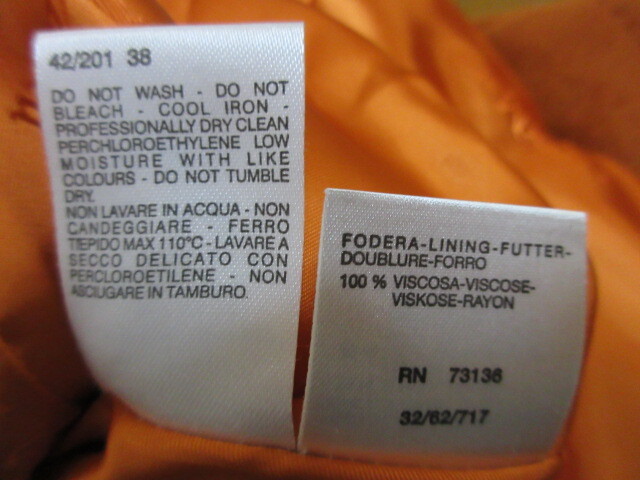 42/201 38
DO NOT WASH - DO NOT
BLEACH - COOL IRON -
PROFESSIONALLY DRY CLEAN
PERCHLOROETHYLENE LOW
MOISTURE WITH LIKE
COLOURS - DO NOT TUMBLE
DRY.
NON LAVARE IN ACQUA - NON
CANDEGGIARE - FERRO
TIEPIDO MAX 110°C - LAVARE A
SECCO DELICATO CON
PERCLOROETILENE - NON
ASCIUGARE IN TAMBURO.
FODERA-LINING-FUTTER-
DOUBLURE-FORRO
100 % VISCOSA-VISCOSE-
VISKOSE-RAYON
RN 73136
32/62/717